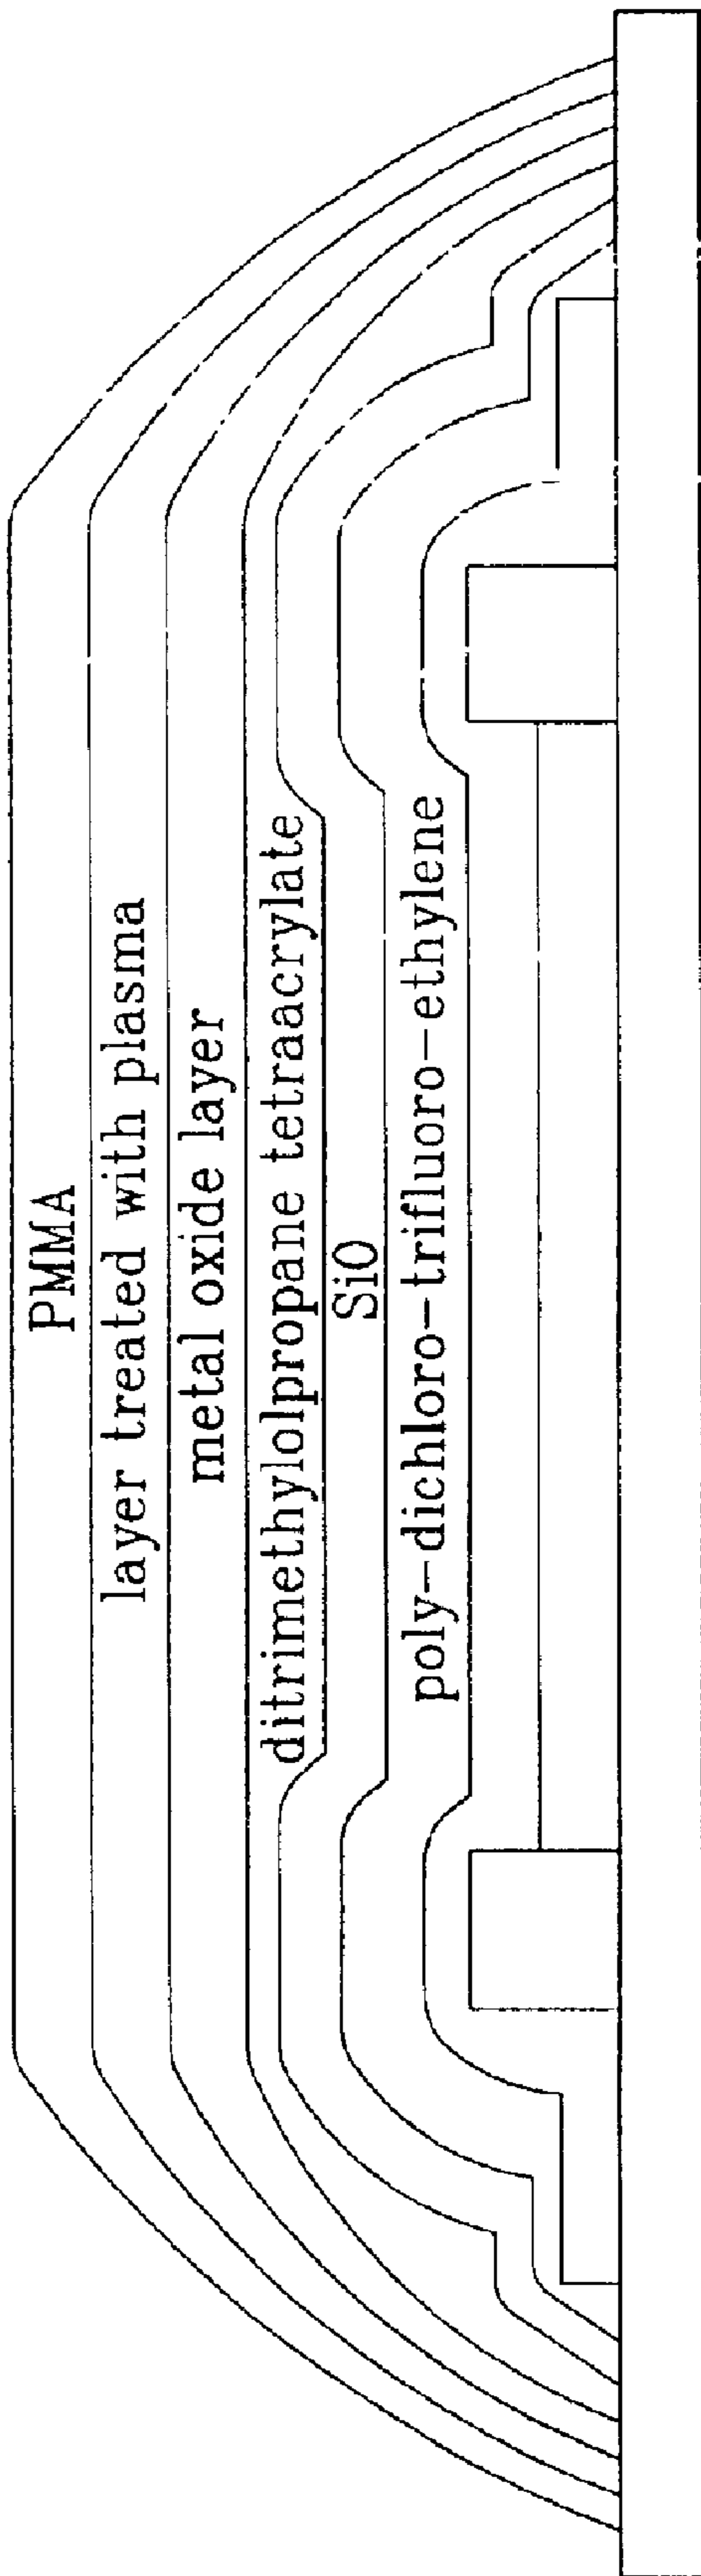 PMMA
layer treated with plasma
metal oxide layer
ditrimethylolpropane tetraacrylate
SiO
poly-dichloro-trifluoro-ethylene